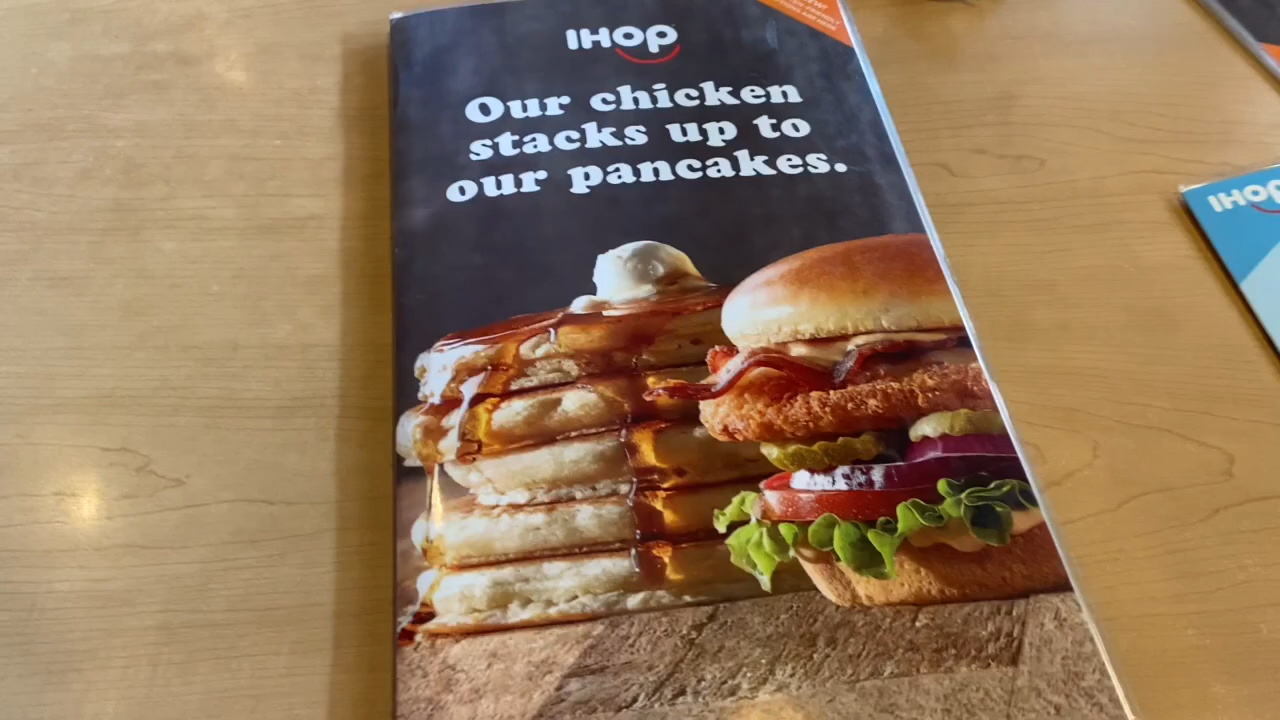 IHOP
Our chicken
stacks up to
our pancakes.
IHOP